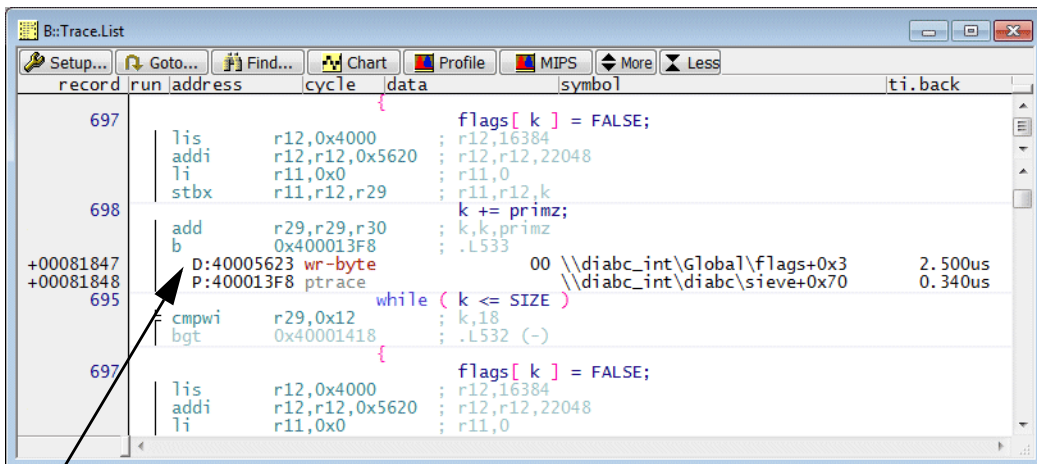 B::Trace.List
Setup... Goto... Find... Chart Profile MIPS More Less
record run address cycle data symbol ti.back
{
697 flags[ k ] = FALSE;
lis r12,0x4000 ; r12,16384
addi r12,r12,0x5620 ; r12,r12,22048
li r11,0x0 ; r11,0
stbx r11,r12,r29 ; r11,r12,k
698 k += primz;
add r29,r29,r30 ; k,k,primz
b 0x400013F8 ; .L533
+00081847 D:40005623 wr-byte 00 \\diabc_int\Global\flags+0x3 2.500us
+00081848 P:400013F8 ptrace \\diabc_int\diabc\sieve+0x70 0.340us
695 while ( k <= SIZE )
cmpwi r29,0x12 ; k,18
bgt 0x40001418 ; .L532 (-)
{
697 flags[ k ] = FALSE;
lis r12,0x4000 ; r12,16384
addi r12,r12,0x5620 ; r12,r12,22048
li r11,0x0 ; r11,0